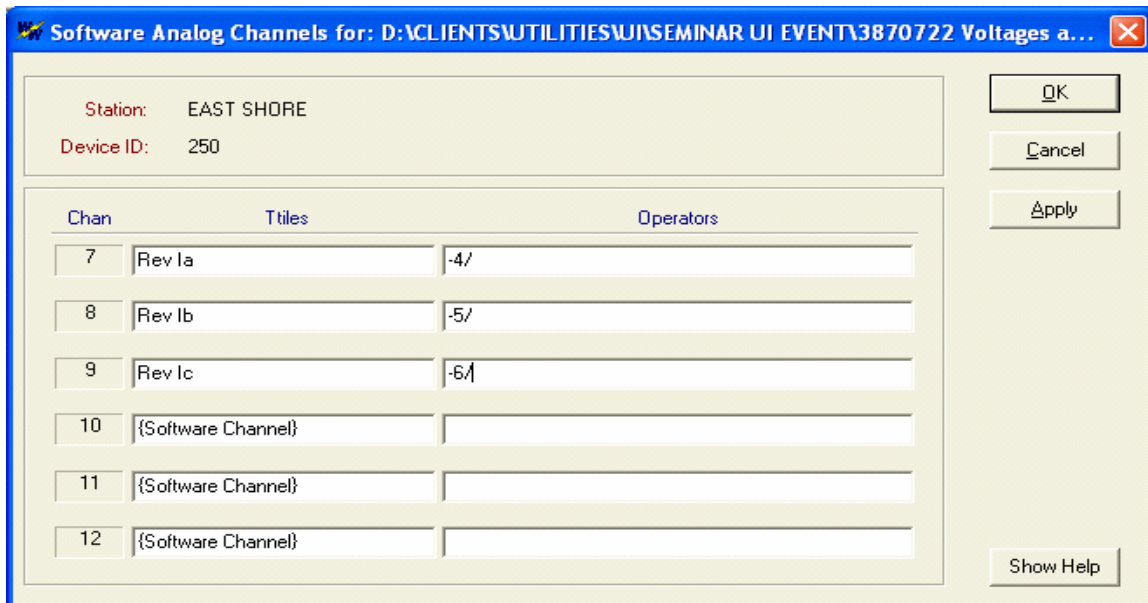 Software Analog Channels for: D:\CLIENTS\UTILITIES\UI\SEMINAR UI EVENT\3870722 Voltages a...
Station: EAST SHORE
Device ID: 250
OK
Cancel
Apply
Chan Ttiles Operators
7 Rev Ia -4/
8 Rev Ib -5/
9 Rev Ic -6/
10 {Software Channel}
11 {Software Channel}
12 {Software Channel}
Show Help